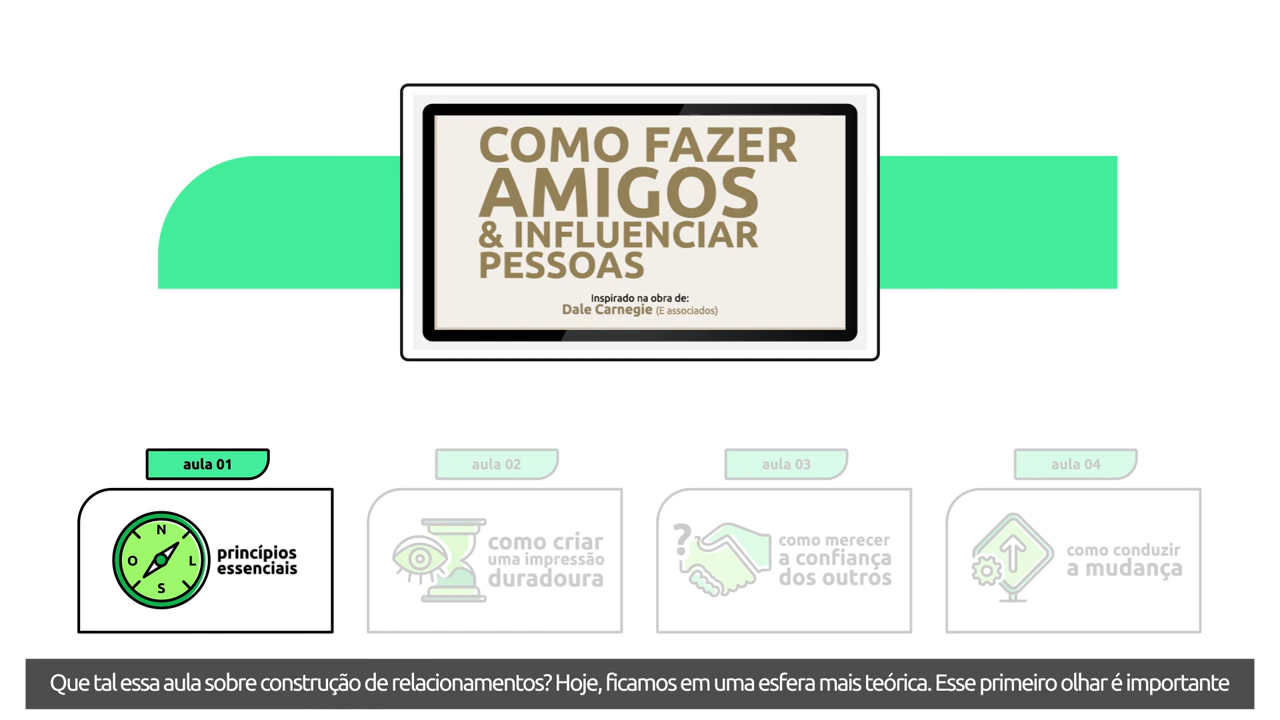 COMO FAZER
AMIGOS
& INFLUENCIAR
PESSOAS
Inspirado na obra de:
Dale Carnegie (E associados)
aula 01
N
O
L
S
princípios
essenciais
aula 02
como criar
uma impressão
duradoura
aula 03
?
como merecer
a confiança
dos outros
aula 04
como conduzir
a mudança
Que tal essa aula sobre construção de relacionamentos? Hoje, ficamos em uma esfera mais teórica. Esse primeiro olhar é importante